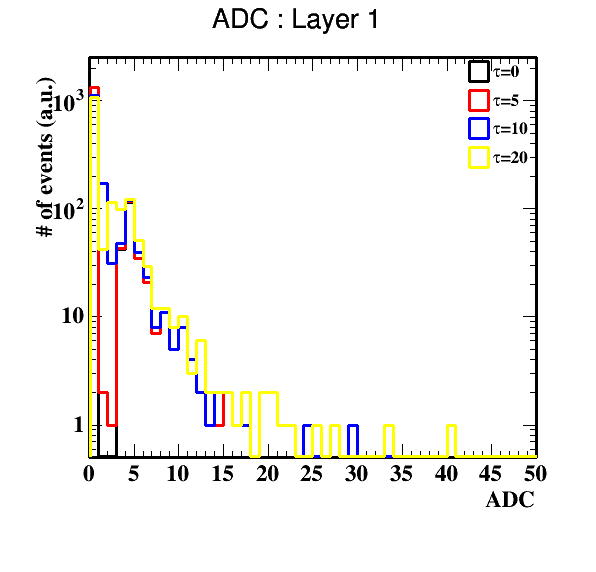 ADC : Layer 1
# of events (a.u.)
10³
10²
10
1
τ=0
τ=5
τ=10
τ=20
0 5 10 15 20 25 30 35 40 45 50
ADC